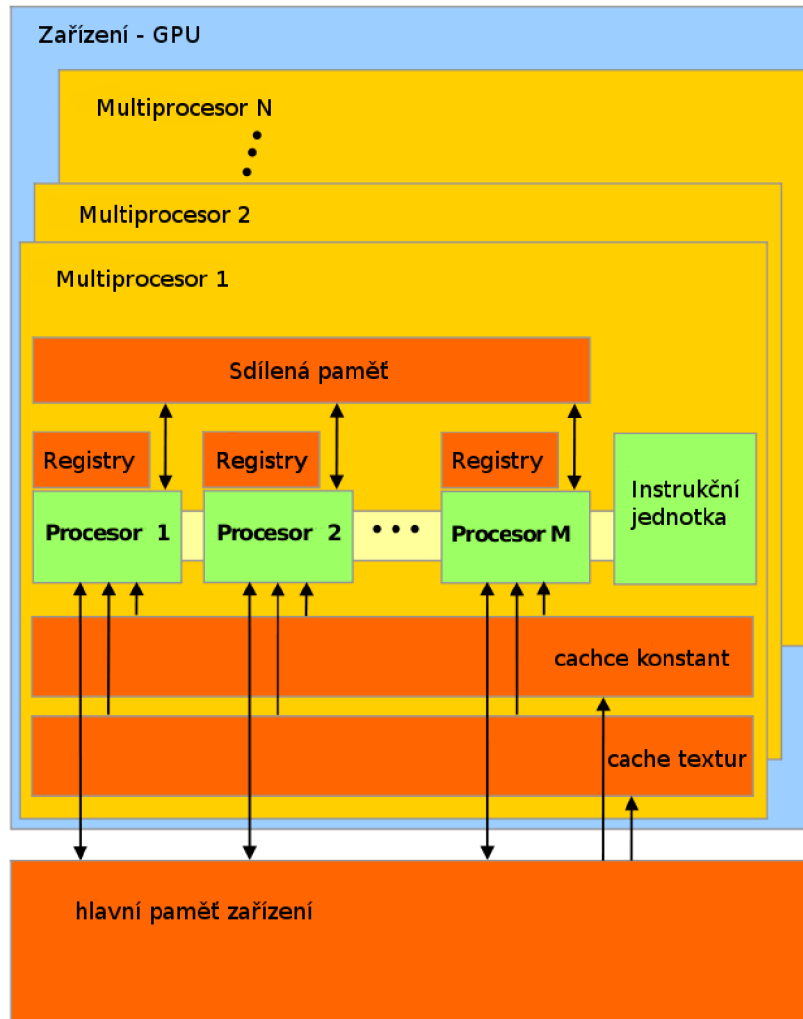 Zařízení - GPU
Multiprocesor N
Multiprocesor 2
Multiprocesor 1
Sdílená paměť
Registry
Registry
Registry
Procesor 1
Procesor 2
Procesor M
Instrukční
jednotka
cachce konstant
cache textur
hlavní paměť zařízení